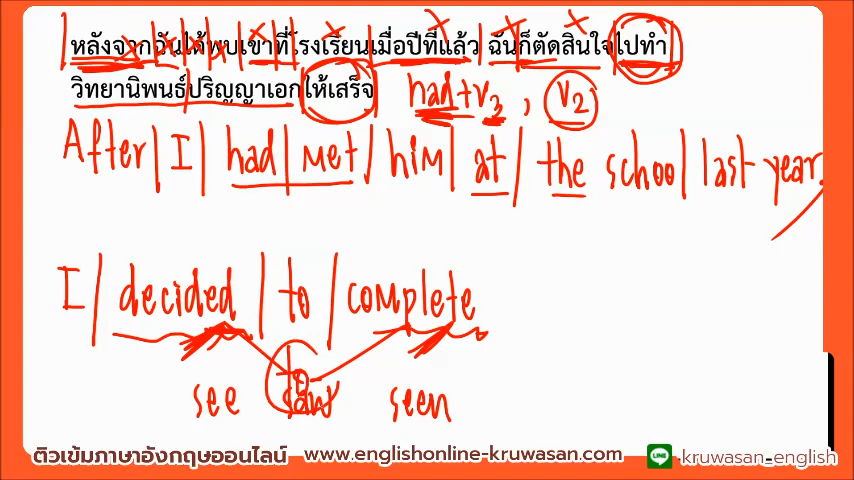 หลังจากฉันได้พบเขาที่โรงเรียนเมื่อปีที่แล้ว ฉันก็ตัดสินใจไปทำ
วิทยานิพนธ์ปริญญาเอกให้เสร็จ had+V3 , V2
After I had met him at the school last year.
I decided to complete
to
see saw seen
ติวเข้มภาษาอังกฤษออนไลน์ www.englishonline-kruwasan.com LINE kruwasan_english